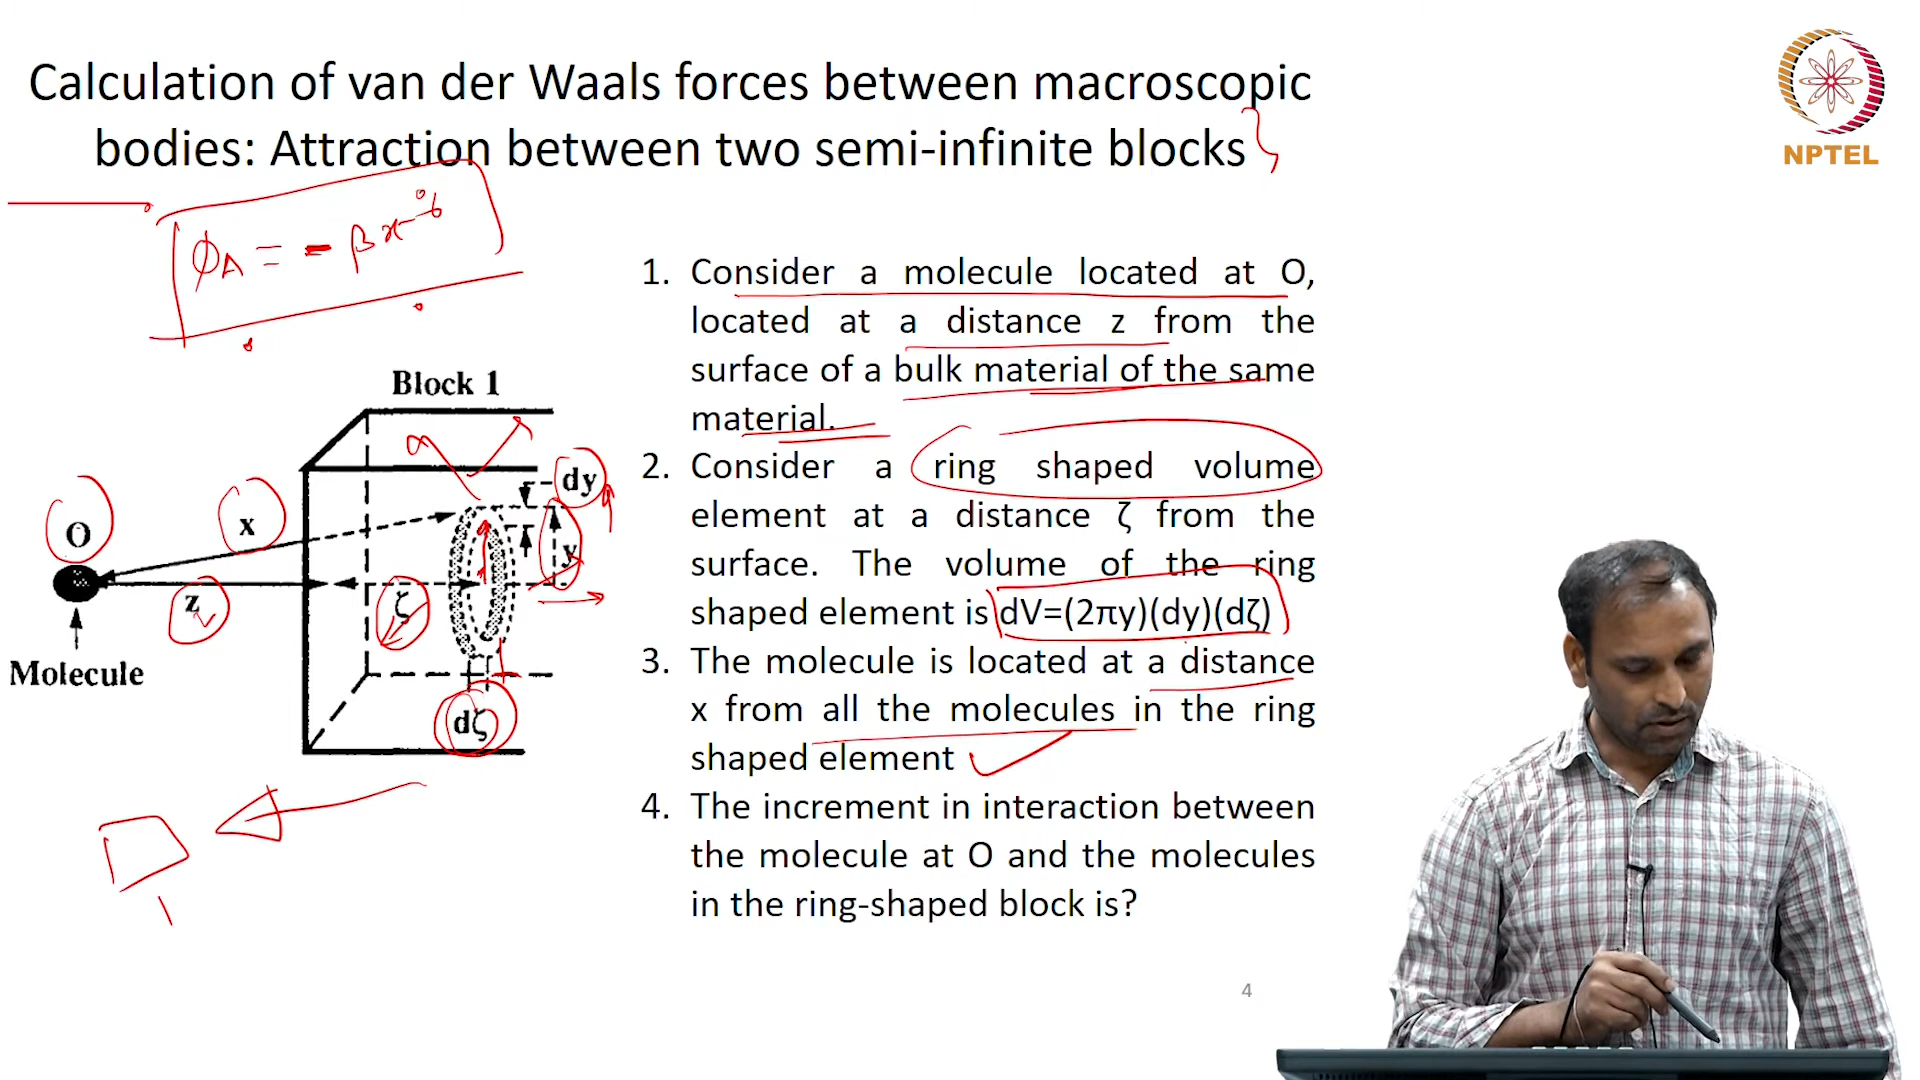 Calculation of van der Waals forces between macroscopic
bodies: Attraction between two semi-infinite blocks
NPTEL
ϕA = - βx⁻⁶
1. Consider a molecule located at O,
located at a distance z from the
surface of a bulk material of the same
material.
2. Consider a ring shaped volume
element at a distance ζ from the
surface. The volume of the ring
shaped element is dV=(2πy)(dy)(dζ)
3. The molecule is located at a distance
x from all the molecules in the ring
shaped element
4. The increment in interaction between
the molecule at O and the molecules
in the ring-shaped block is?
Block 1
dy
O
x
y
z
ζ
Molecule
dζ
4